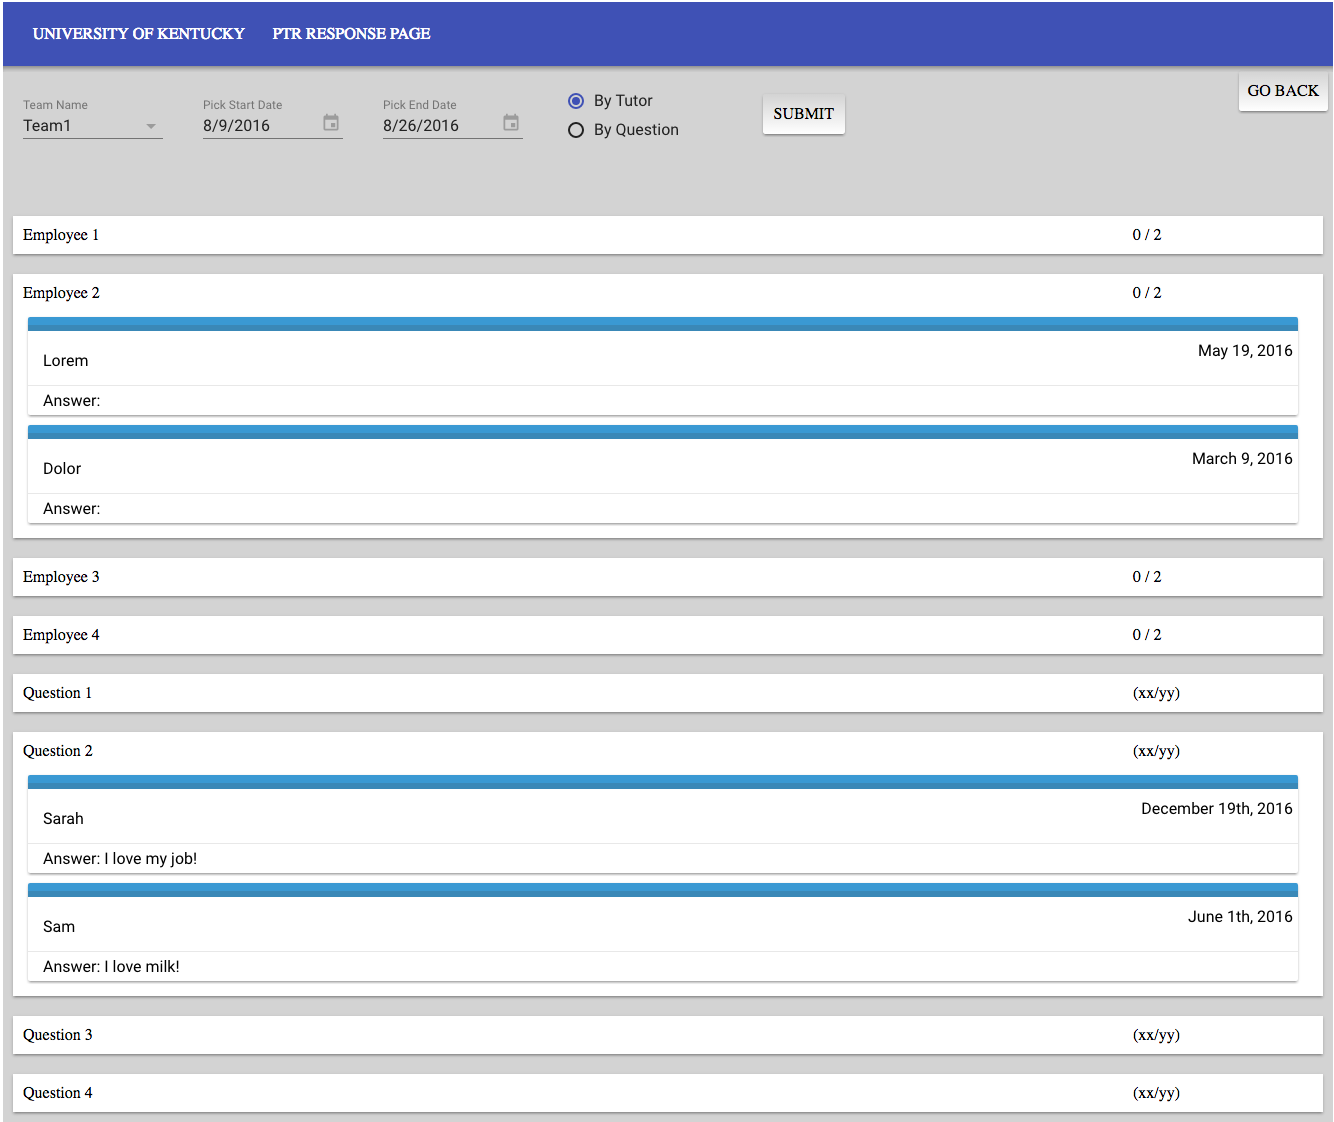 UNIVERSITY OF KENTUCKY PTR RESPONSE PAGE
GO BACK
Team Name Pick Start Date Pick End Date
Team1 8/9/2016 8/26/2016
By Tutor
By Question
SUBMIT
Employee 1 0 / 2
Employee 2 0 / 2
Lorem May 19, 2016
Answer:
Dolor March 9, 2016
Answer:
Employee 3 0 / 2
Employee 4 0 / 2
Question 1 (xx/yy)
Question 2 (xx/yy)
Sarah December 19th, 2016
Answer: I love my job!
Sam June 1th, 2016
Answer: I love milk!
Question 3 (xx/yy)
Question 4 (xx/yy)